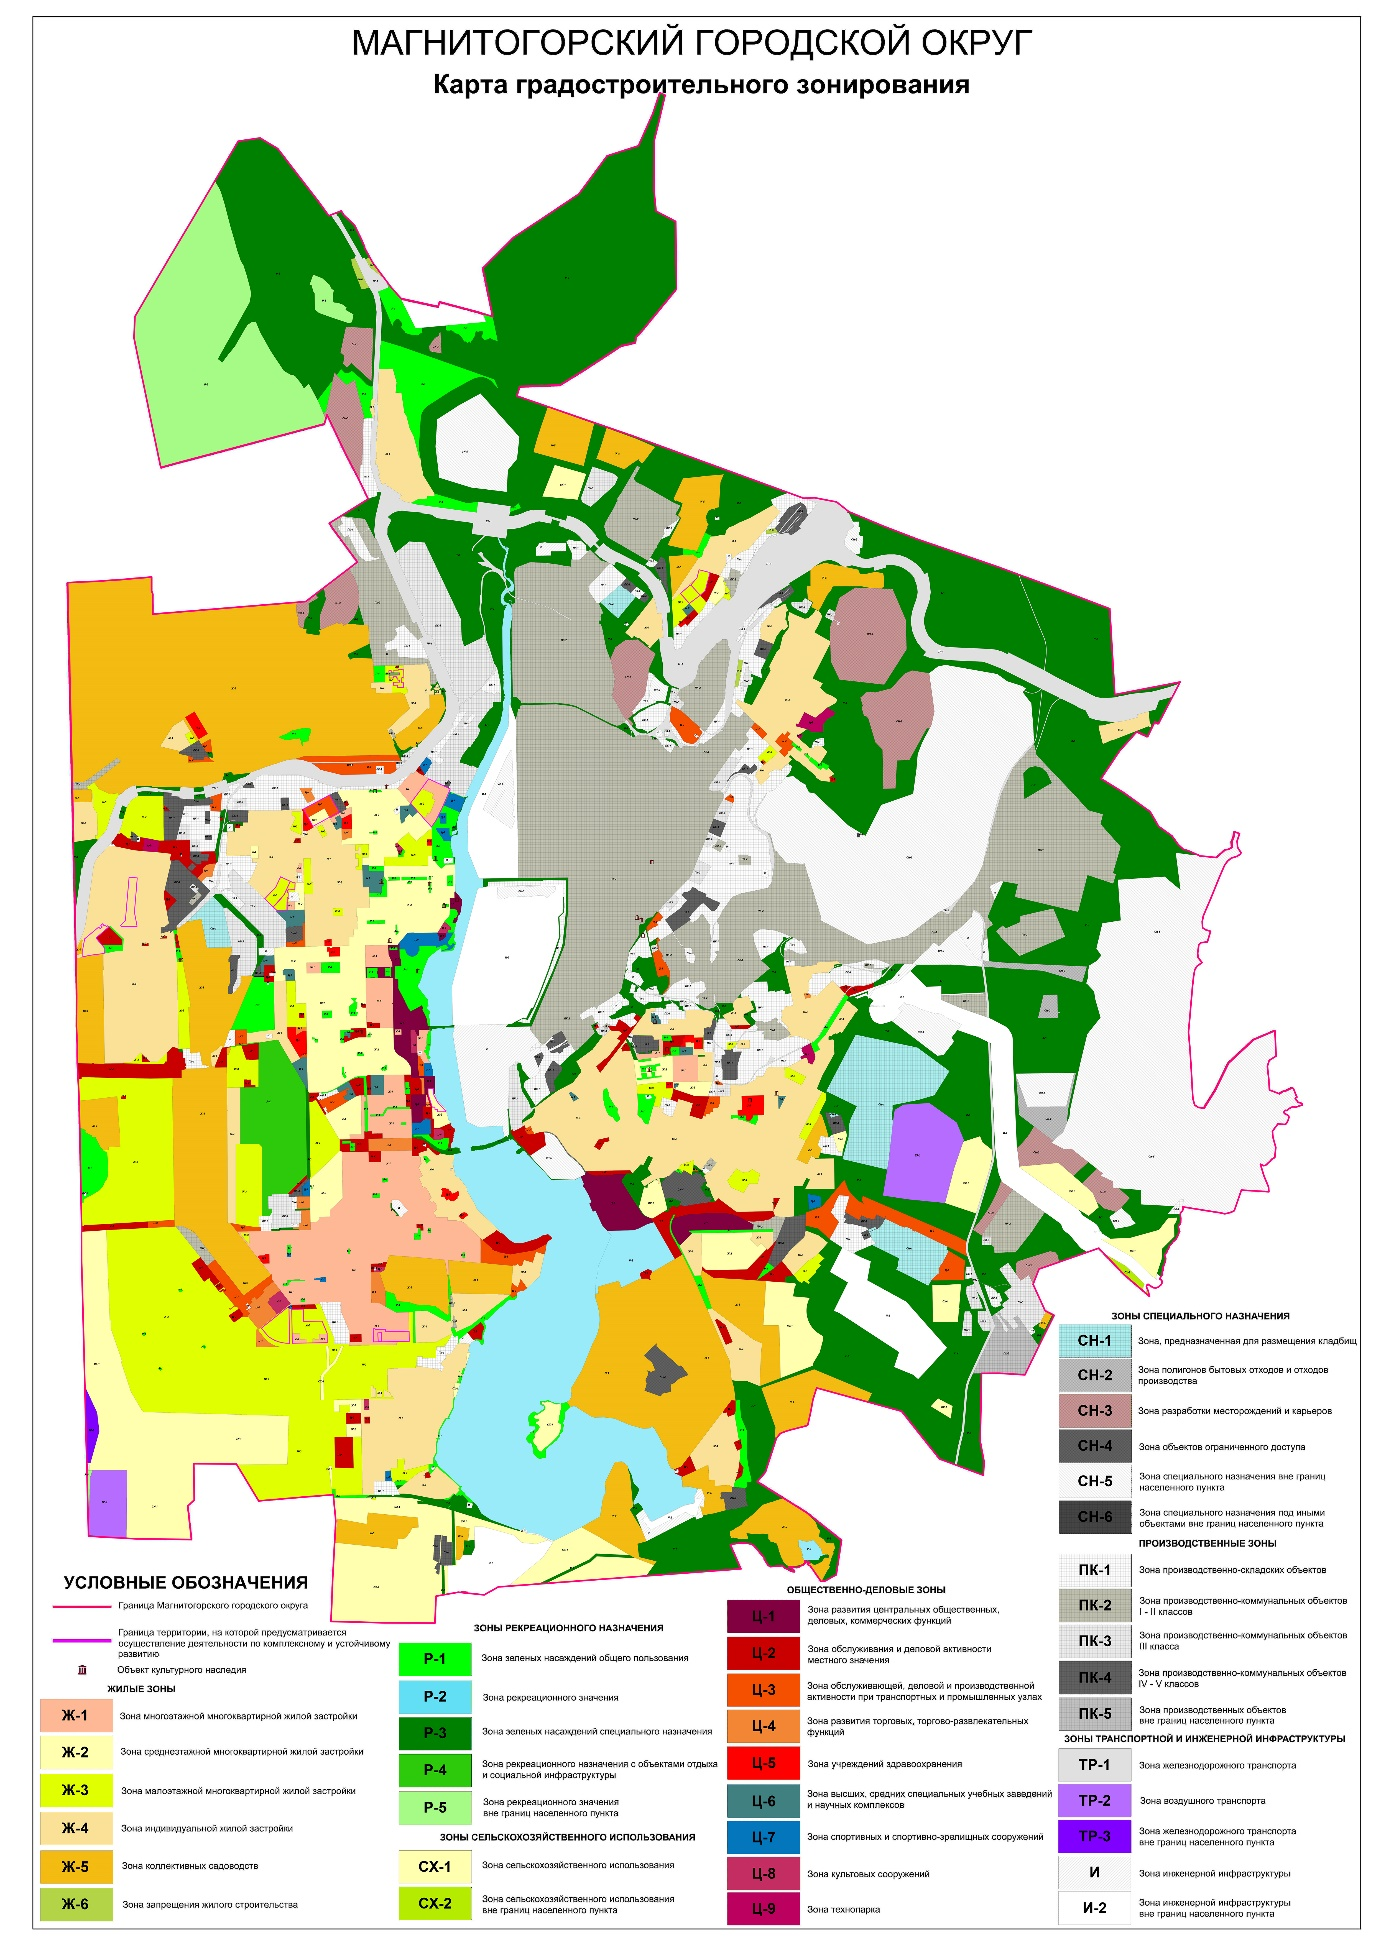 МАГНИТОГОРСКИЙ ГОРОДСКОЙ ОКРУГ
Карта градостроительного зонирования
УСЛОВНЫЕ ОБОЗНАЧЕНИЯ
Граница Магнитогорского городского округа
Граница территории, на которой предусматривается
осуществление деятельности по комплексному и устойчивому
развитию
Объект культурного наследия
ЖИЛЫЕ ЗОНЫ
Ж-1 Зона многоэтажной многоквартирной жилой застройки
Ж-2 Зона среднеэтажной многоквартирной жилой застройки
Ж-3 Зона малоэтажной многоквартирной жилой застройки
Ж-4 Зона индивидуальной жилой застройки
Ж-5 Зона коллективных садоводств
Ж-6 Зона запрещения жилого строительства
ЗОНЫ РЕКРЕАЦИОННОГО НАЗНАЧЕНИЯ
Р-1 Зона зеленых насаждений общего пользования
Р-2 Зона рекреационного значения
Р-3 Зона зеленых насаждений специального назначения
Р-4 Зона рекреационного назначения с объектами отдыха
и социальной инфраструктуры
Р-5 Зона рекреационного значения
вне границ населенного пункта
ЗОНЫ СЕЛЬСКОХОЗЯЙСТВЕННОГО ИСПОЛЬЗОВАНИЯ
СХ-1 Зона сельскохозяйственного использования
СХ-2 Зона сельскохозяйственного использования
вне границ населенного пункта
ОБЩЕСТВЕННО-ДЕЛОВЫЕ ЗОНЫ
Ц-1 Зона развития центральных общественных,
деловых, коммерческих функций
Ц-2 Зона обслуживания и деловой активности
местного значения
Ц-3 Зона обслуживающей, деловой и производственной
активности при транспортных и промышленных узлах
Ц-4 Зона развития торговых, торгово-развлекательных
функций
Ц-5 Зона учреждений здравоохранения
Ц-6 Зона высших, средних специальных учебных заведений
и научных комплексов
Ц-7 Зона спортивных и спортивно-зрелищных сооружений
Ц-8 Зона культовых сооружений
Ц-9 Зона технопарка
ЗОНЫ СПЕЦИАЛЬНОГО НАЗНАЧЕНИЯ
СН-1 Зона, предназначенная для размещения кладбищ
СН-2 Зона полигонов бытовых отходов и отходов
производства
СН-3 Зона разработки месторождений и карьеров
СН-4 Зона объектов ограниченного доступа
СН-5 Зона специального назначения вне границ
населенного пункта
СН-6 Зона специального назначения под иными
объектами вне границ населенного пункта
ПРОИЗВОДСТВЕННЫЕ ЗОНЫ
ПК-1 Зона производственно-складских объектов
ПК-2 Зона производственно-коммунальных объектов
I - II классов
ПК-3 Зона производственно-коммунальных объектов
III класса
ПК-4 Зона производственно-коммунальных объектов
IV - V классов
ПК-5 Зона производственных объектов
вне границ населенного пункта
ЗОНЫ ТРАНСПОРТНОЙ И ИНЖЕНЕРНОЙ ИНФРАСТРУКТУРЫ
ТР-1 Зона железнодорожного транспорта
ТР-2 Зона воздушного транспорта
ТР-3 Зона железнодорожного транспорта
вне границ населенного пункта
И Зона инженерной инфраструктуры
И-2 Зона инженерной инфраструктуры
вне границ населенного пункта